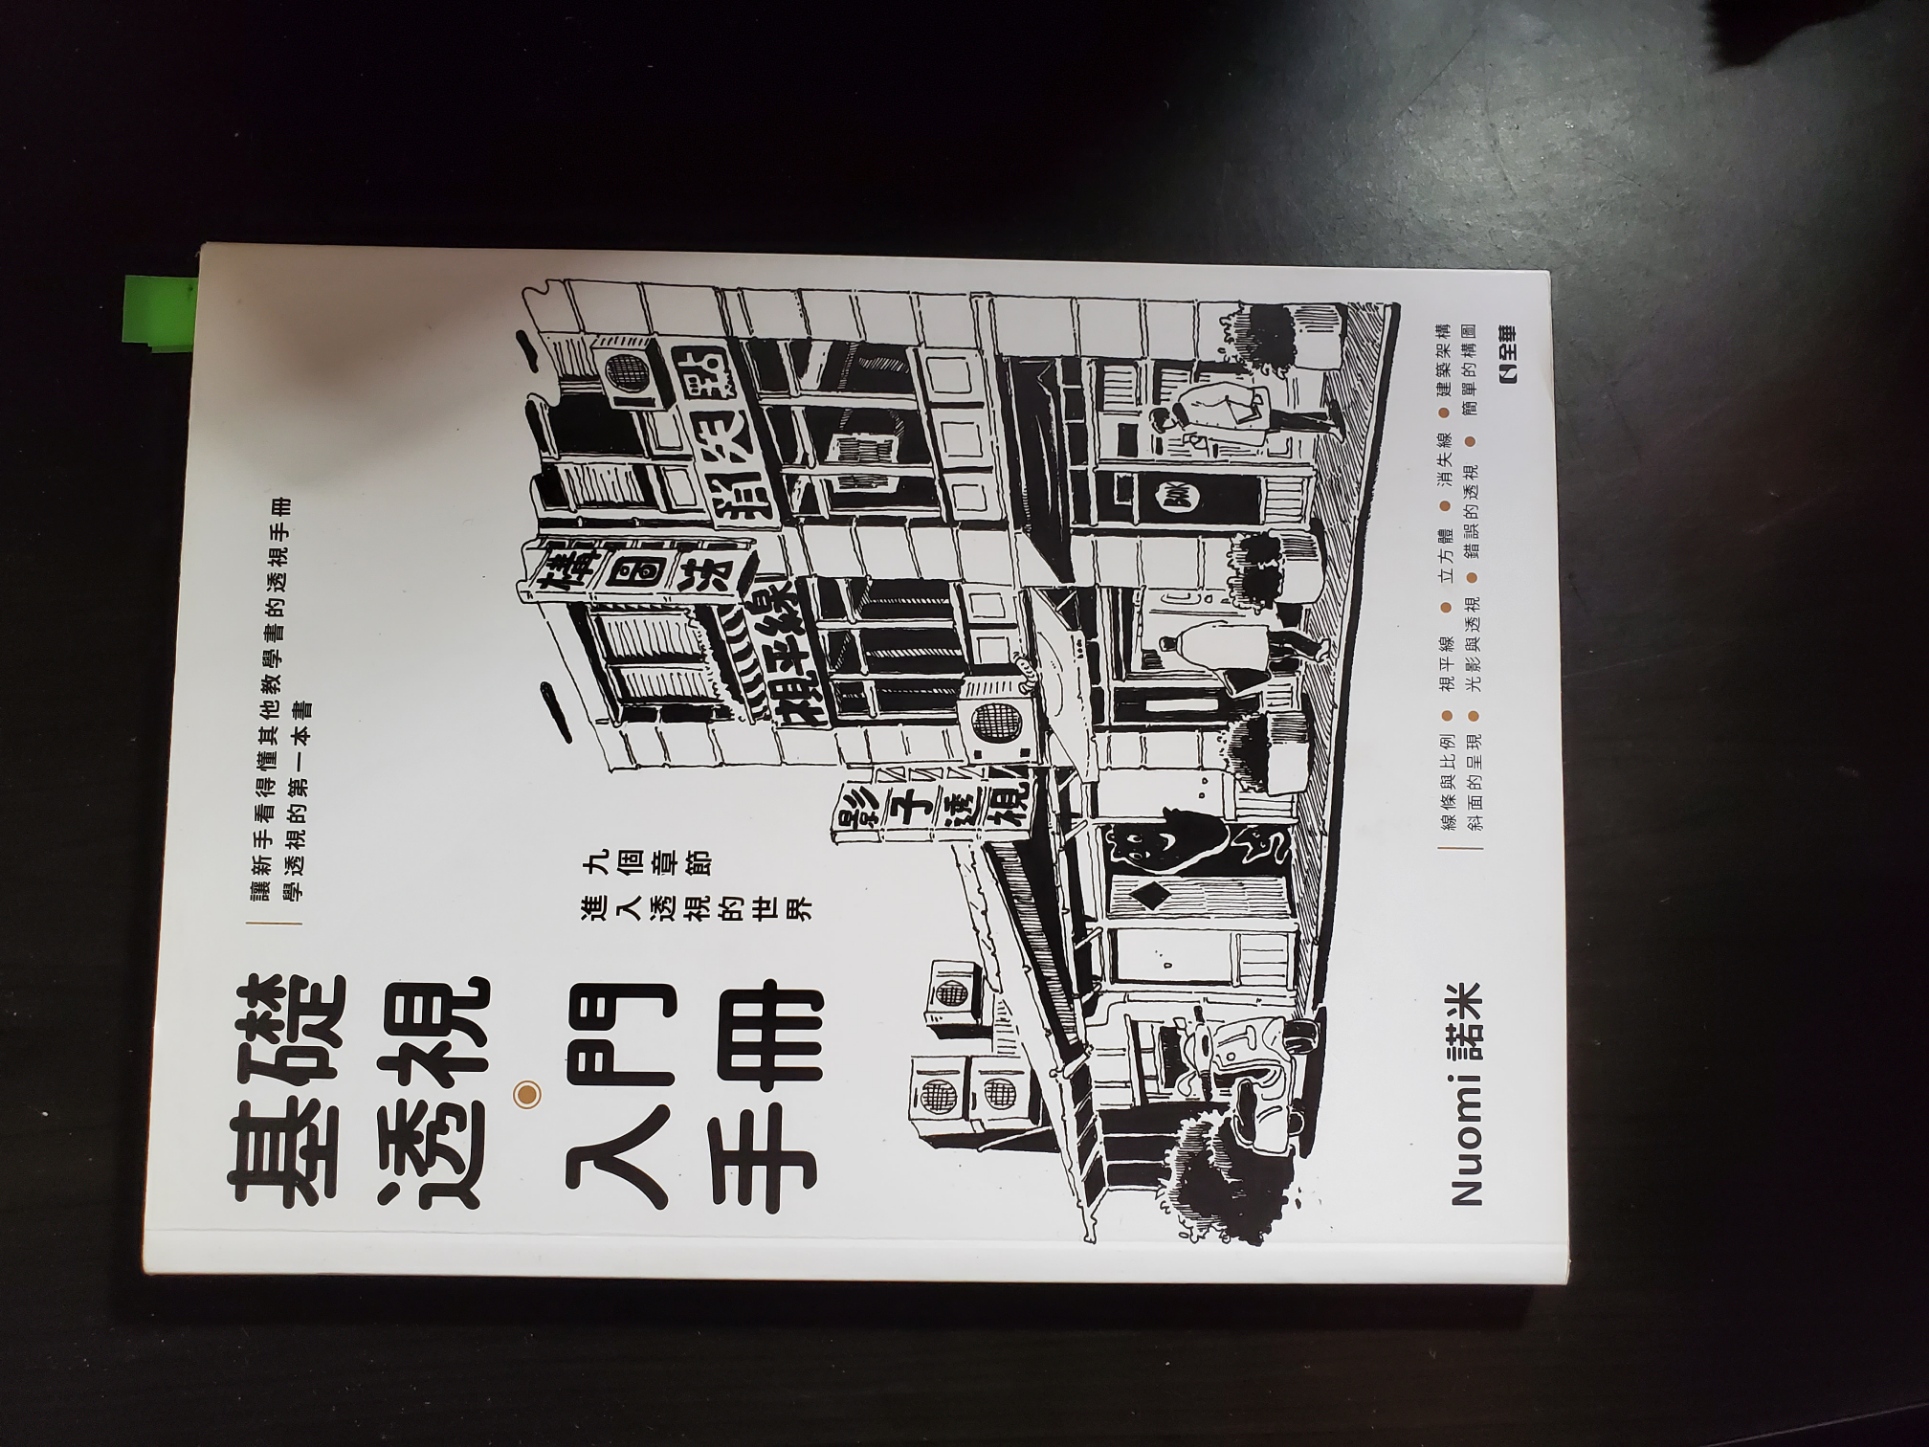 基礎
透視
入門
手冊
讓新手看得懂其他教學書的透視手冊
學透視的第一本書
九個章節
進入透視的世界
構圖法
消失點
視平線
影子透視
BOOK
Nuomi 諾米
線條與比例 ● 視平線 ● 立方體 ● 消失線 ● 建築架構
斜面的呈現 ● 光影與透視 ● 錯誤的透視 ● 簡單的構圖
全華